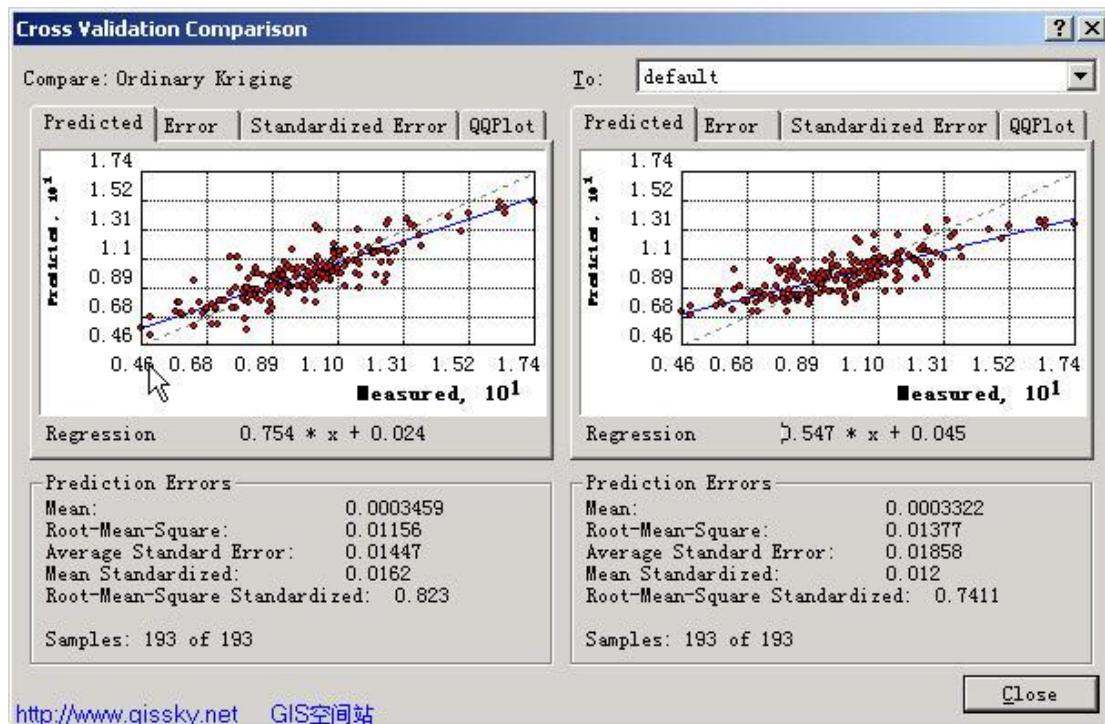 Cross Validation Comparison
Compare: Ordinary Kriging
To: default
Predicted Error Standardized Error QQPlot
1.74
1.52
1.31
1.1
0.89
0.68
0.46
Predicted, 10¹
0.46 0.68 0.89 1.10 1.31 1.52 1.74
Measured, 10¹
Regression 0.754 * x + 0.024
Prediction Errors
Mean: 0.0003459
Root-Mean-Square: 0.01156
Average Standard Error: 0.01447
Mean Standardized: 0.0162
Root-Mean-Square Standardized: 0.823
Samples: 193 of 193
Predicted Error Standardized Error QQPlot
1.74
1.52
1.31
1.1
0.89
0.68
0.46
Predicted, 10¹
0.46 0.68 0.89 1.10 1.31 1.52 1.74
Measured, 10¹
Regression 0.547 * x + 0.045
Prediction Errors
Mean: 0.0003322
Root-Mean-Square: 0.01377
Average Standard Error: 0.01858
Mean Standardized: 0.012
Root-Mean-Square Standardized: 0.7411
Samples: 193 of 193
Close
http://www.gissky.net GIS空间站